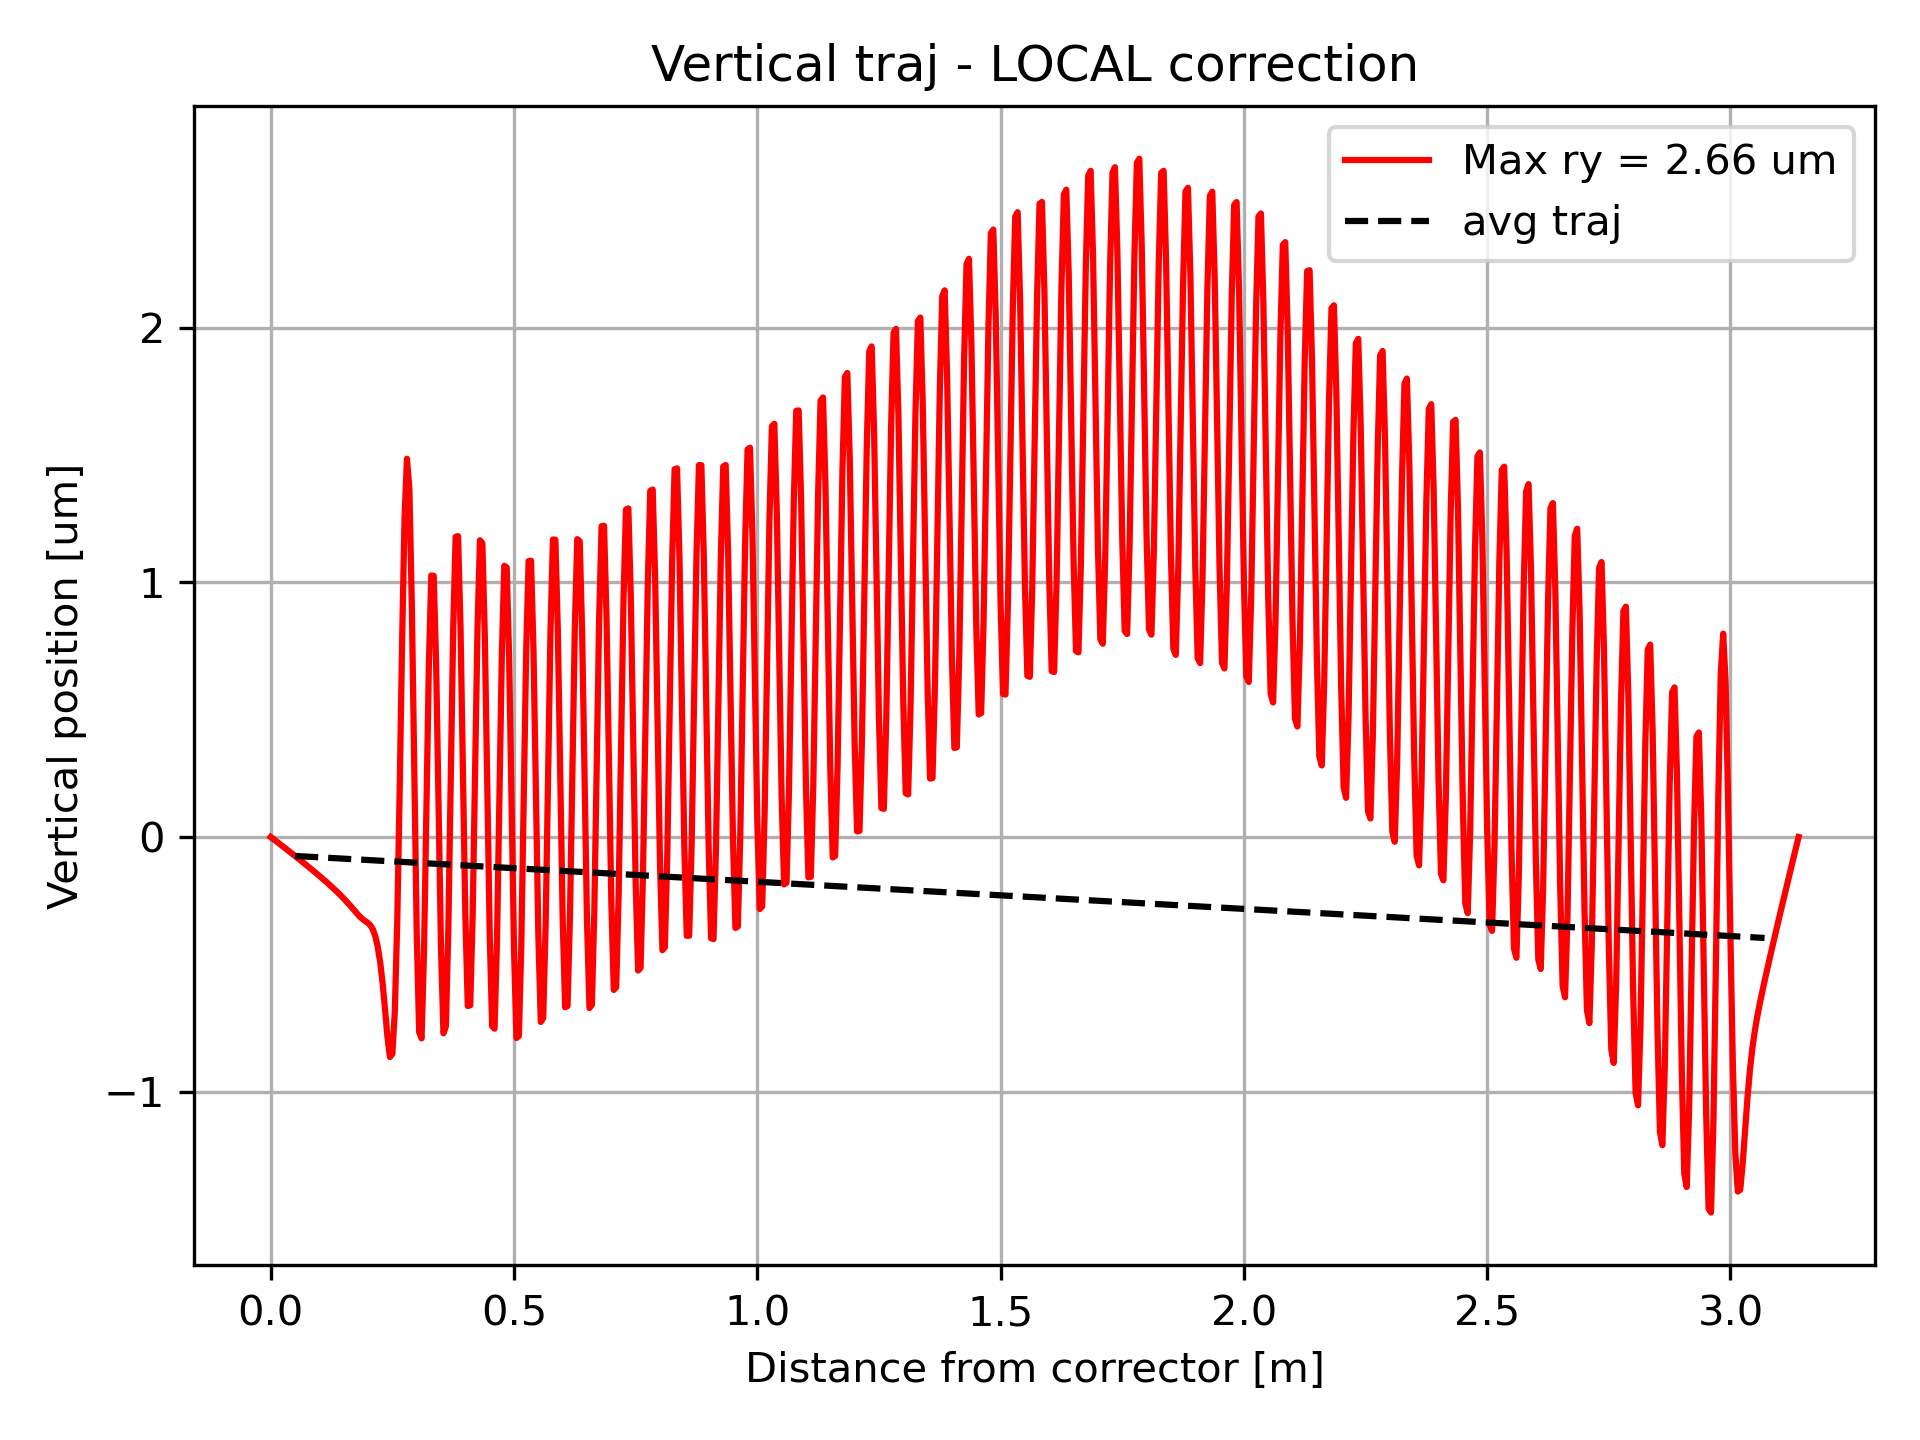 Vertical traj - LOCAL correction
Max ry = 2.66 um
avg traj
Vertical position [um]
2
1
0
−1
0.0 0.5 1.0 1.5 2.0 2.5 3.0
Distance from corrector [m]